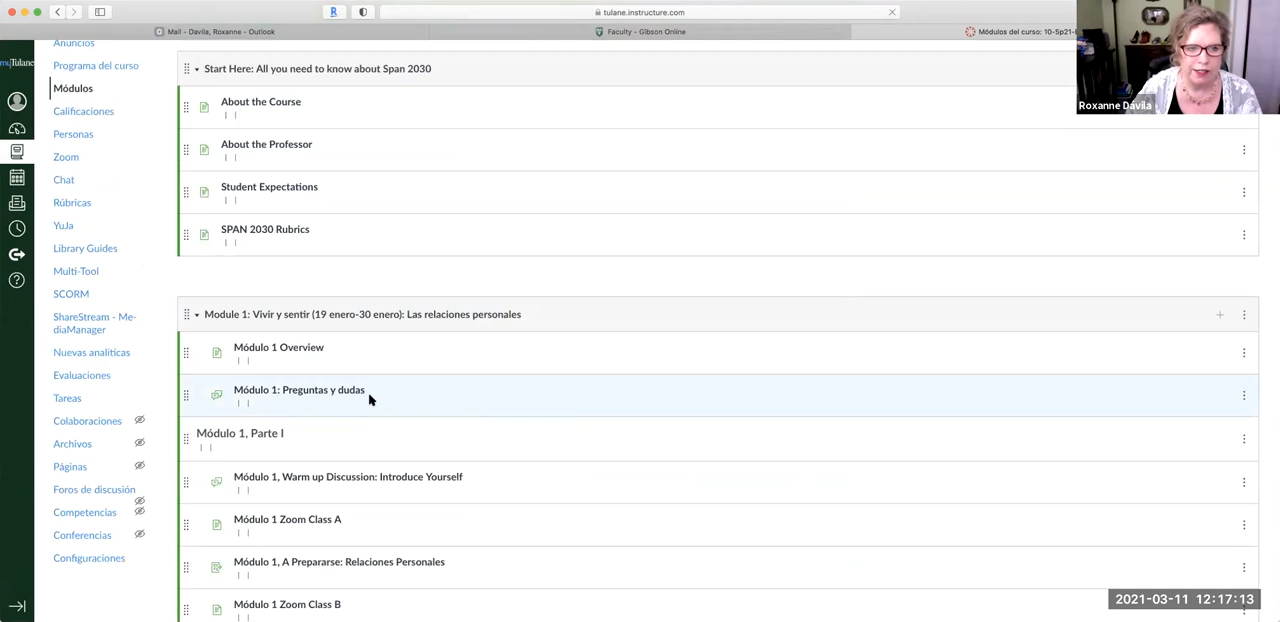 tulane.instructure.com
Mail - Davila, Roxanne - Outlook
Faculty - Gibson Online
Módulos del curso: 10-Sp21-
myTulane
Anuncios
Programa del curso
Módulos
Calificaciones
Personas
Zoom
Chat
Rúbricas
YuJa
Library Guides
Multi-Tool
SCORM
ShareStream - Me-
diaManager
Nuevas analíticas
Evaluaciones
Tareas
Colaboraciones
Archivos
Páginas
Foros de discusión
Competencias
Conferencias
Configuraciones
Start Here: All you need to know about Span 2030
About the Course
About the Professor
Student Expectations
SPAN 2030 Rubrics
Module 1: Vivir y sentir (19 enero-30 enero): Las relaciones personales
Módulo 1 Overview
Módulo 1: Preguntas y dudas
Módulo 1, Parte I
Módulo 1, Warm up Discussion: Introduce Yourself
Módulo 1 Zoom Class A
Módulo 1, A Prepararse: Relaciones Personales
Módulo 1 Zoom Class B
Roxanne Davila
2021-03-11 12:17:13